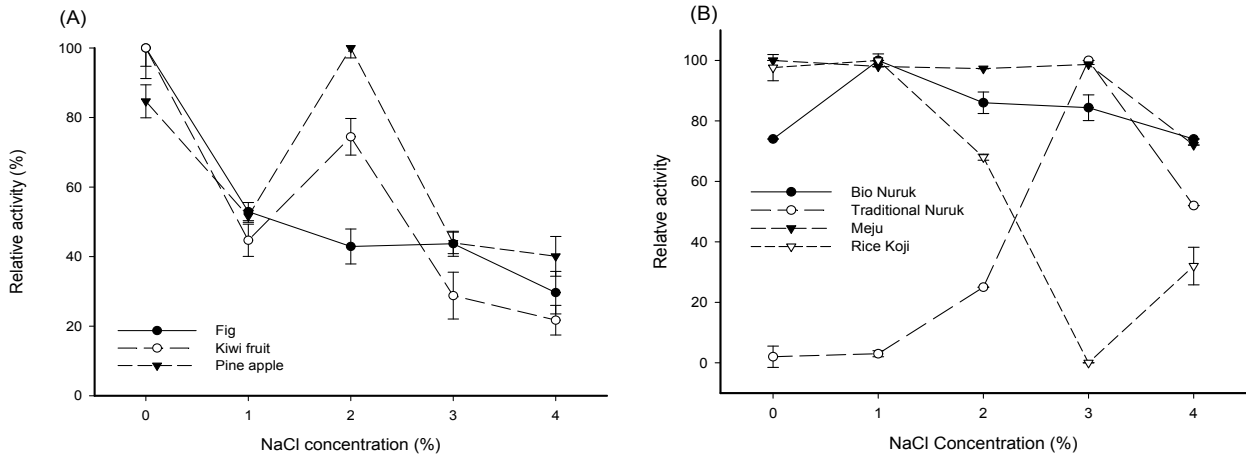 (A)
Relative activity (%)
100
80
60
40
20
0
Fig
Kiwi fruit
Pine apple
0 1 2 3 4
NaCl concentration (%)
(B)
Relative activity
100
80
60
40
20
0
Bio Nuruk
Traditional Nuruk
Meju
Rice Koji
0 1 2 3 4
NaCl Concentration (%)